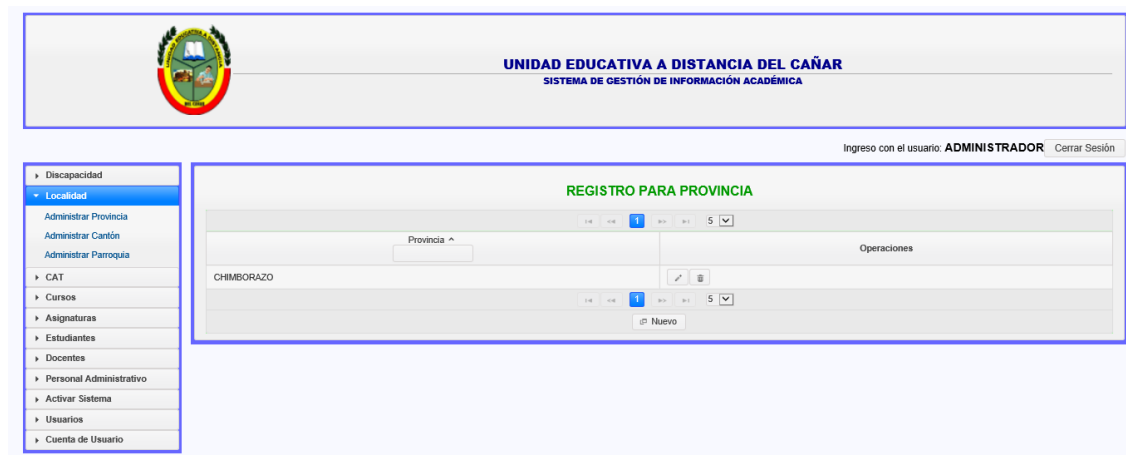 UNIDAD EDUCATIVA A DISTANCIA DEL CAÑAR
SISTEMA DE GESTIÓN DE INFORMACIÓN ACADÉMICA
Ingreso con el usuario: ADMINISTRADOR Cerrar Sesión
Discapacidad
Localidad
Administrar Provincia
Administrar Cantón
Administrar Parroquia
CAT
Cursos
Asignaturas
Estudiantes
Docentes
Personal Administrativo
Activar Sistema
Usuarios
Cuenta de Usuario
REGISTRO PARA PROVINCIA
1 5
Provincia Operaciones
CHIMBORAZO
1 5
Nuevo